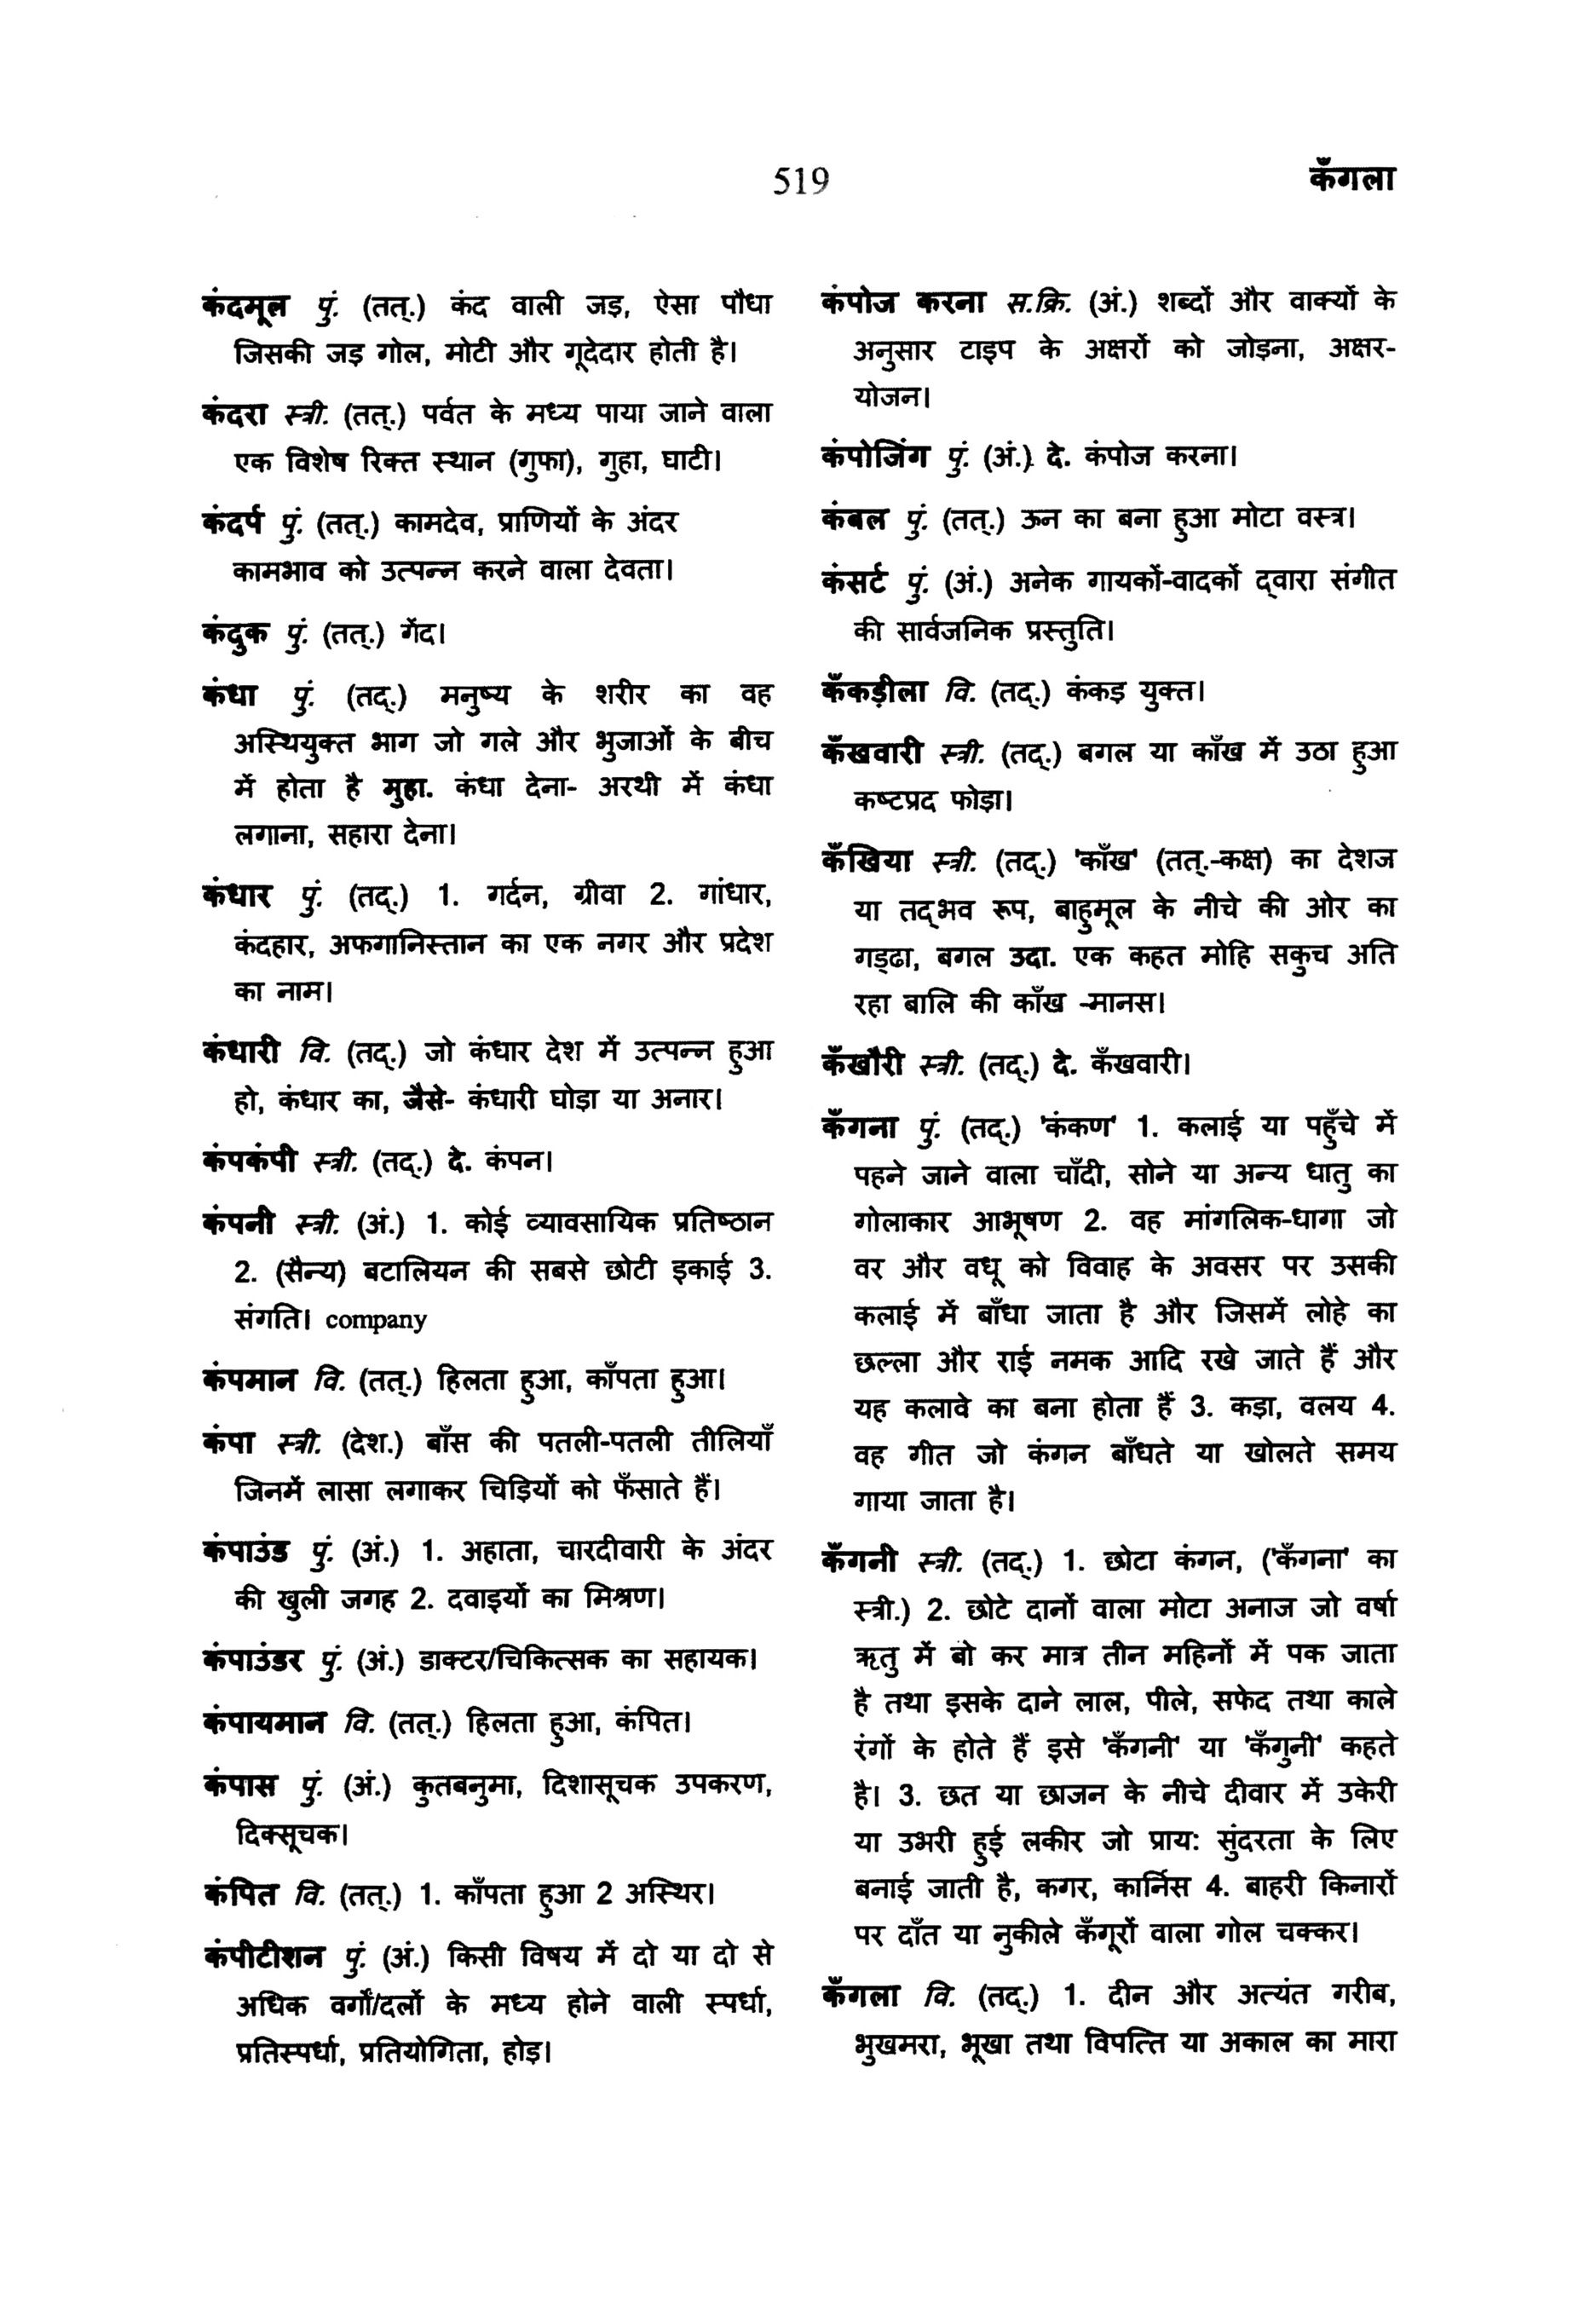 519
कँगला
कंदमूल पुं. (तत्.) कंद वाली जड़, ऐसा पौधा
जिसकी जड़ गोल, मोटी और गूदेदार होती है।
कंदरा स्त्री. (तत्.) पर्वत के मध्य पाया जाने वाला
एक विशेष रिक्त स्थान (गुफा), गुहा, घाटी।
कंदर्प पुं. (तत्.) कामदेव, प्राणियों के अंदर
कामभाव को उत्पन्न करने वाला देवता।
कंदुक पुं. (तत्.) गेंद।
कंधा पुं. (तद्.) मनुष्य के शरीर का वह
अस्थियुक्त भाग जो गले और भुजाओं के बीच
में होता है मुहा. कंधा देना- अरथी में कंधा
लगाना, सहारा देना।
कंधार पुं. (तद्.) 1. गर्दन, ग्रीवा 2. गांधार,
कंदहार, अफगानिस्तान का एक नगर और प्रदेश
का नाम।
कंधारी वि. (तद्.) जो कंधार देश में उत्पन्न हुआ
हो, कंधार का, जैसे- कंधारी घोड़ा या अनार।
कंपकंपी स्त्री. (तद्.) दे. कंपन।
कंपनी स्त्री. (अं.) 1. कोई व्यावसायिक प्रतिष्ठान
2. (सैन्य) बटालियन की सबसे छोटी इकाई 3.
संगति। company
कंपमान वि. (तत्.) हिलता हुआ, काँपता हुआ।
कंपा स्त्री. (देश.) बाँस की पतली-पतली तीलियाँ
जिनमें लासा लगाकर चिड़ियों को फँसाते हैं।
कंपाउंड पुं. (अं.) 1. अहाता, चारदीवारी के अंदर
की खुली जगह 2. दवाइयों का मिश्रण।
कंपाउंडर पुं. (अं.) डाक्टर/चिकित्सक का सहायक।
कंपायमान वि. (तत्.) हिलता हुआ, कंपित।
कंपास पुं. (अं.) कुतबनुमा, दिशासूचक उपकरण,
दिक्सूचक।
कंपित वि. (तत्.) 1. काँपता हुआ 2 अस्थिर।
कंपीटीशन पुं. (अं.) किसी विषय में दो या दो से
अधिक वर्गों/दलों के मध्य होने वाली स्पर्धा,
प्रतिस्पर्धा, प्रतियोगिता, होड़।
कंपोज करना स.क्रि. (अं.) शब्दों और वाक्यों के
अनुसार टाइप के अक्षरों को जोड़ना, अक्षर-
योजन।
कंपोजिंग पुं. (अं.) दे. कंपोज करना।
कंबल पुं. (तत्.) ऊन का बना हुआ मोटा वस्त्र।
कंसर्ट पुं. (अं.) अनेक गायकों-वादकों द्‌वारा संगीत
की सार्वजनिक प्रस्तुति।
कँकड़ीला वि. (तद्.) कंकड़ युक्त।
कँखवारी स्त्री. (तद्.) बगल या काँख में उठा हुआ
कष्टप्रद फोड़ा।
कँखिया स्त्री. (तद्.) 'काँख' (तत्.-कक्ष) का देशज
या तद्‌भव रूप, बाहुमूल के नीचे की ओर का
गड्‌ढा, बगल उदा. एक कहत मोहि सकुच अति
रहा बालि की काँख -मानस।
कँखौरी स्त्री. (तद्.) दे. कँखवारी।
कँगना पुं. (तद्.) 'कंकण' 1. कलाई या पहुँचे में
पहने जाने वाला चाँदी, सोने या अन्य धातु का
गोलाकार आभूषण 2. वह मांगलिक-धागा जो
वर और वधू को विवाह के अवसर पर उसकी
कलाई में बाँधा जाता है और जिसमें लोहे का
छल्ला और राई नमक आदि रखे जाते हैं और
यह कलावे का बना होता हैं 3. कड़ा, वलय 4.
वह गीत जो कंगन बाँधते या खोलते समय
गाया जाता है।
कँगनी स्त्री. (तद्.) 1. छोटा कंगन, ('कँगना' का
स्त्री.) 2. छोटे दानों वाला मोटा अनाज जो वर्षा
ऋतु में बो कर मात्र तीन महिनों में पक जाता
है तथा इसके दाने लाल, पीले, सफेद तथा काले
रंगों के होते हैं इसे 'कँगनी' या 'कँगुनी' कहते
है। 3. छत या छाजन के नीचे दीवार में उकेरी
या उभरी हुई लकीर जो प्राय: सुंदरता के लिए
बनाई जाती है, कगर, कार्निस 4. बाहरी किनारों
पर दाँत या नुकीले कँगूरों वाला गोल चक्कर।
कँगला वि. (तद्.) 1. दीन और अत्यंत गरीब,
भुखमरा, भूखा तथा विपत्ति या अकाल का मारा